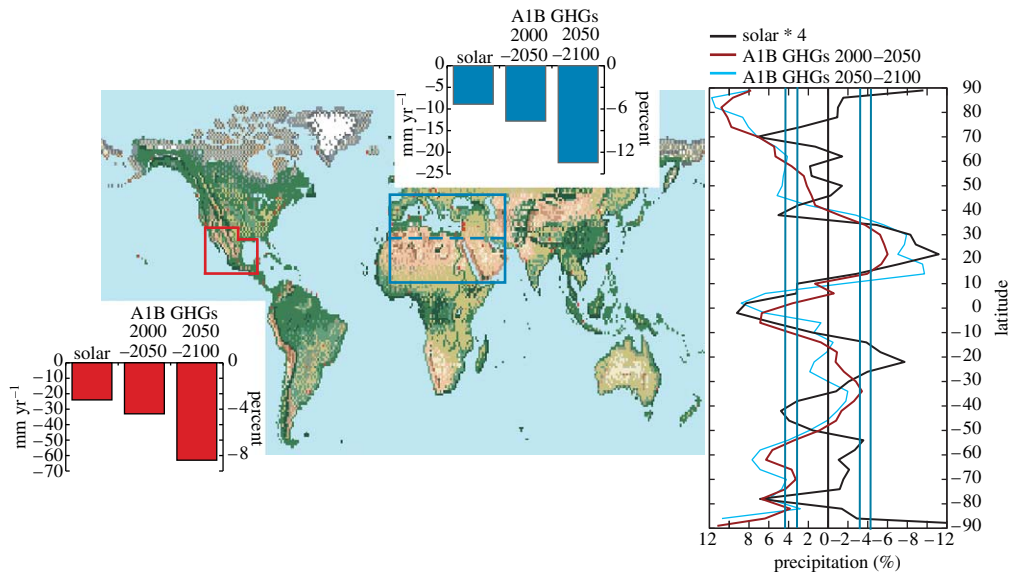 A1B GHGs
solar 2000 –2050 2050 –2100
0 –5 –10 –15 –20 –25
mm yr⁻¹
0 –6 –12
percent
A1B GHGs
solar 2000 –2050 2050 –2100
0 –10 –20 –30 –40 –50 –60 –70
mm yr⁻¹
0 –4 –8
percent
solar * 4
A1B GHGs 2000–2050
A1B GHGs 2050–2100
90 80 70 60 50 40 30 20 10 0 –10 –20 –30 –40 –50 –60 –70 –80 –90
latitude
12 10 8 6 4 2 0 –2 –4 –6 –8 –10 –12
precipitation (%)